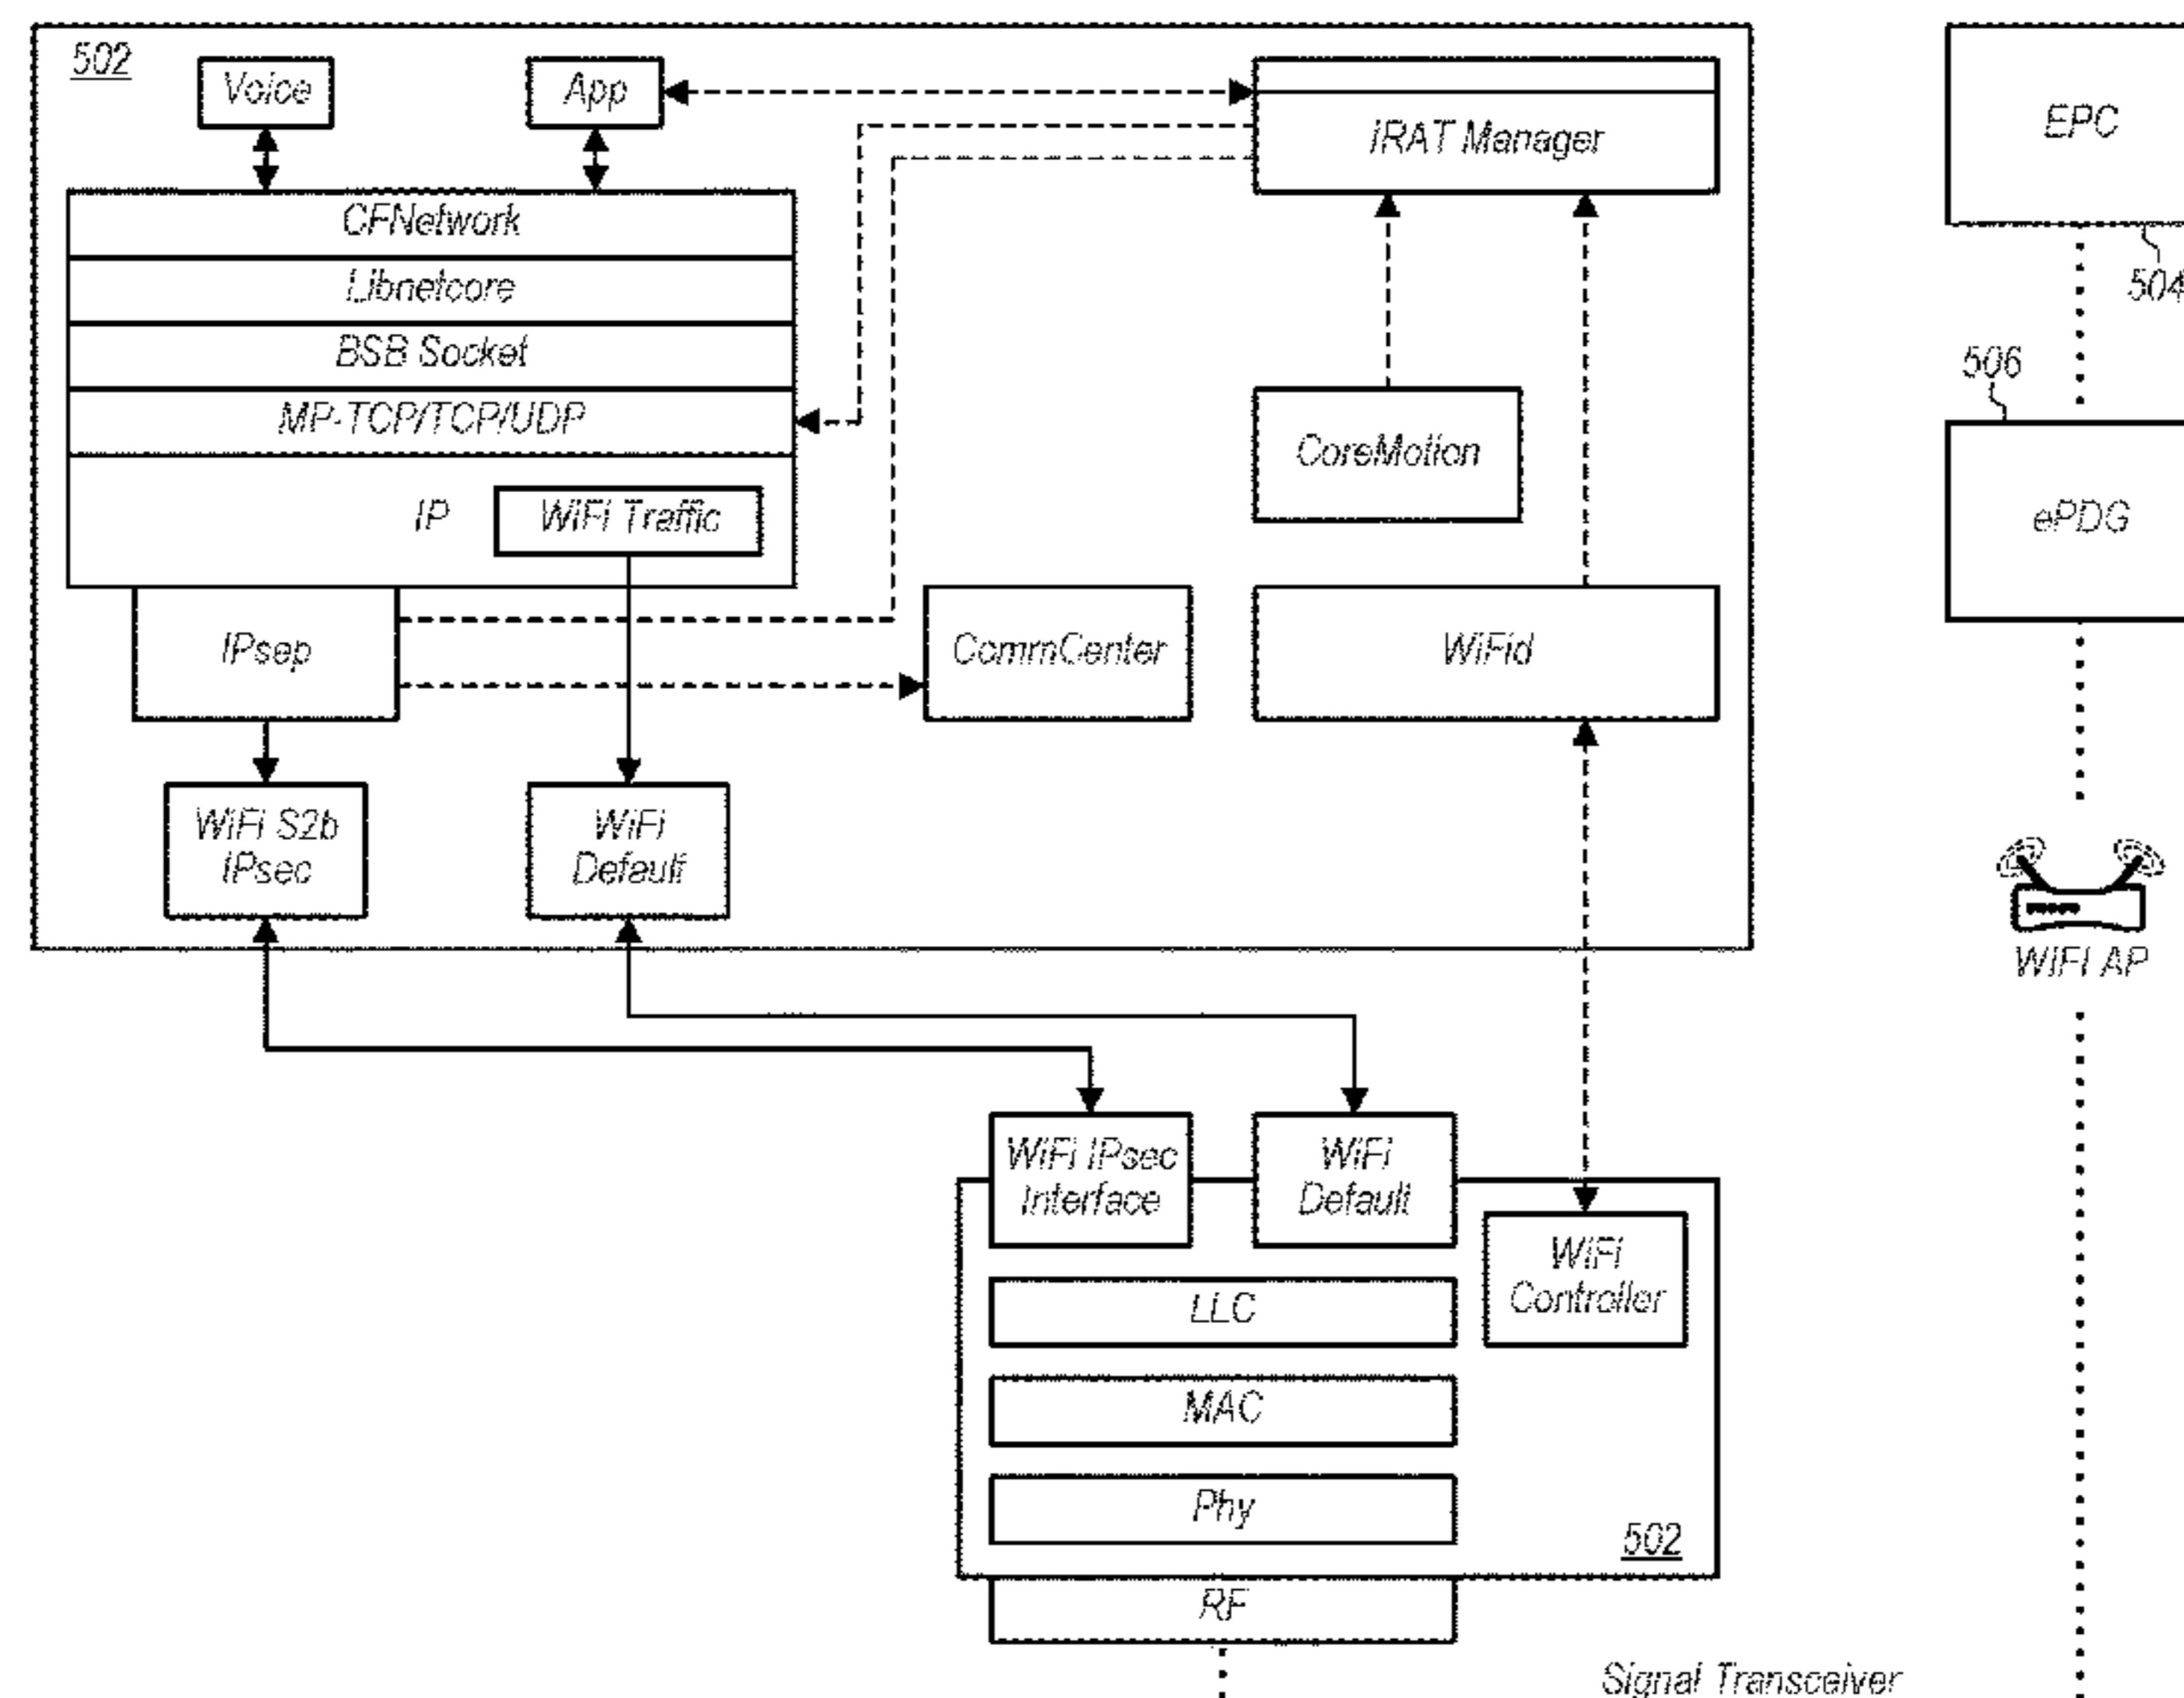 502
Voice
App
IRAT Manager
EPC
504
CFNetwork
Libnetcore
BSB Socket
MP-TCP/TCP/UDP
IP
WiFi Traffic
CoreMotion
506
ePDG
IPsep
CommCenter
WiFid
WiFi S2b
IPsec
WiFi
Default
WIFI AP
WiFi IPsec
Interface
WiFi
Default
WiFi
Controller
LLC
MAC
Phy
502
RF
Signal Transceiver